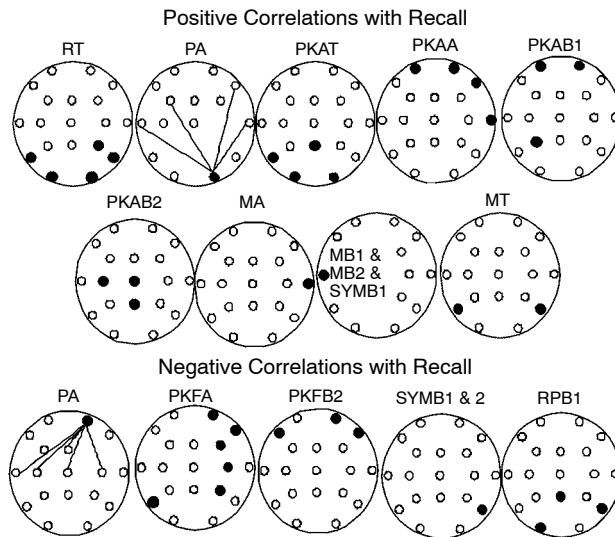 Positive Correlations with Recall
RT PA PKAT PKAA PKAB1
PKAB2 MA MT
MB1 &
MB2 &
SYMB1
Negative Correlations with Recall
PA PKFA PKFB2 SYMB1 & 2 RPB1